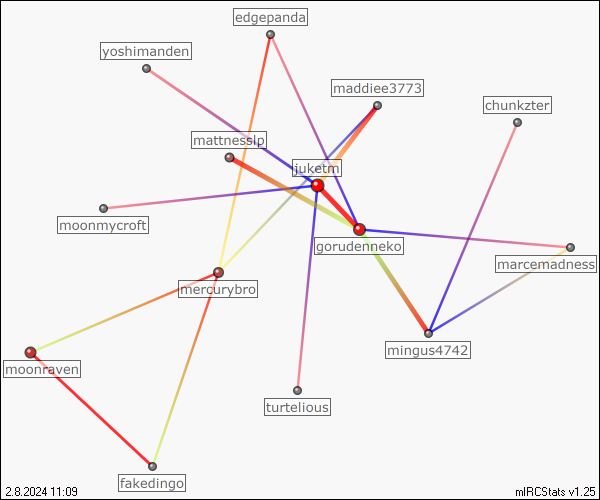 edgepanda
yoshimanden
maddiee3773
chunkzter
mattnesslp
juketm
moonmycroft
gorudenneko
marcemadness
mercurybro
mingus4742
moonraven
turtelious
fakedingo
2.8.2024 11:09
mIRCStats v1.25